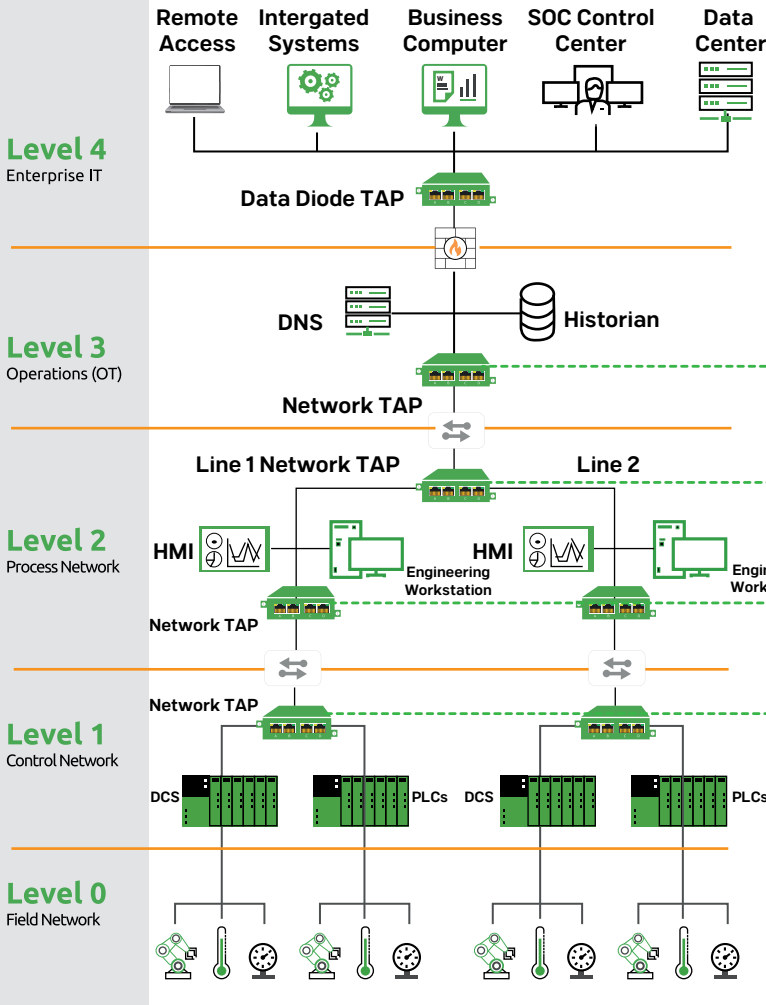 Remote Access
Intergated Systems
Business Computer
SOC Control Center
Data Center
Level 4
Enterprise IT
Data Diode TAP
DNS
Historian
Level 3
Operations (OT)
Network TAP
Line 1 Network TAP
Line 2
Level 2
Process Network
HMI
Engineering Workstation
HMI
Engi
Work
Network TAP
Network TAP
Level 1
Control Network
DCS
PLCs
DCS
PLCs
Level 0
Field Network